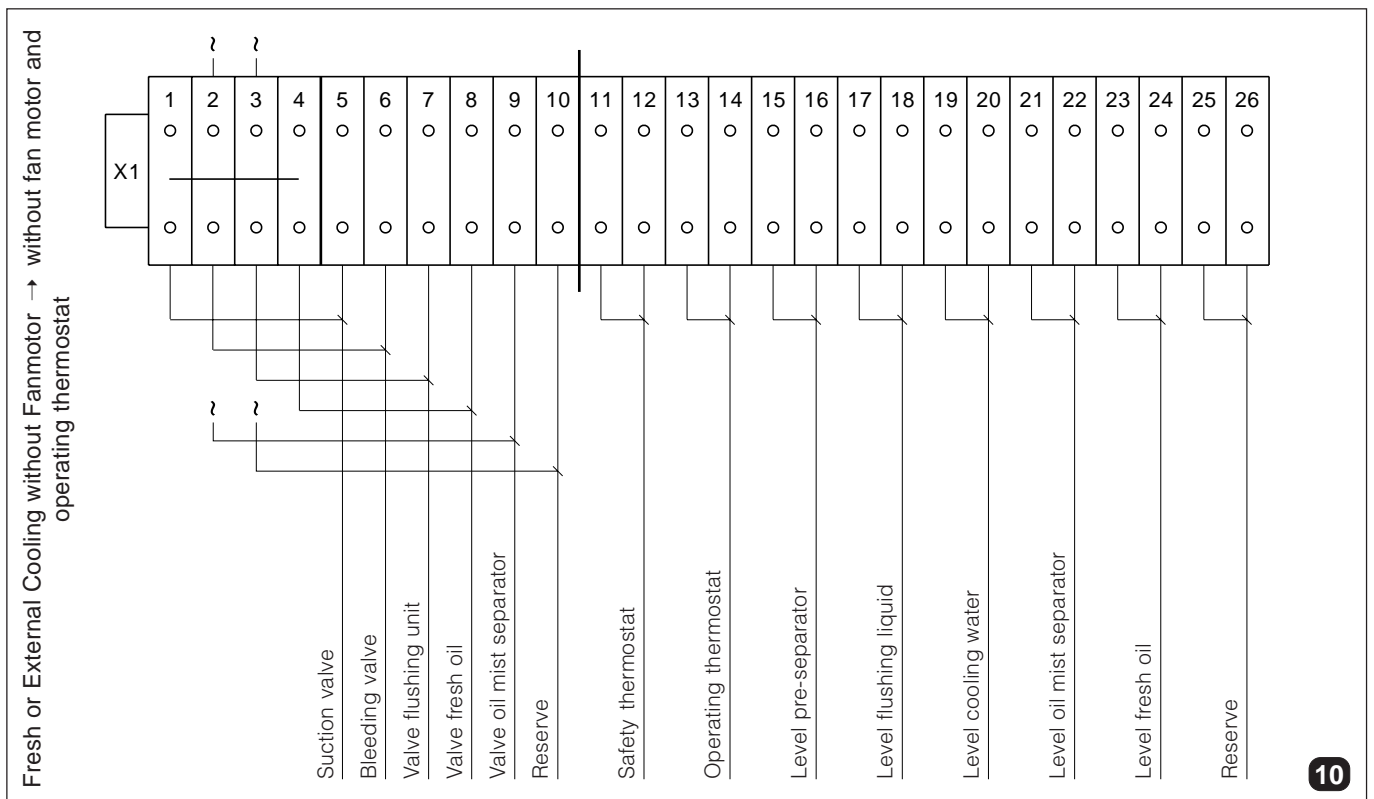 Fresh or External Cooling without Fanmotor → without fan motor and
operating thermostat
~ ~
1 2 3 4 5 6 7 8 9 10 11 12 13 14 15 16 17 18 19 20 21 22 23 24 25 26
X1
~ ~
Suction valve
Bleeding valve
Valve flushing unit
Valve fresh oil
Valve oil mist separator
Reserve
Safety thermostat
Operating thermostat
Level pre-separator
Level flushing liquid
Level cooling water
Level oil mist separator
Level fresh oil
Reserve
10